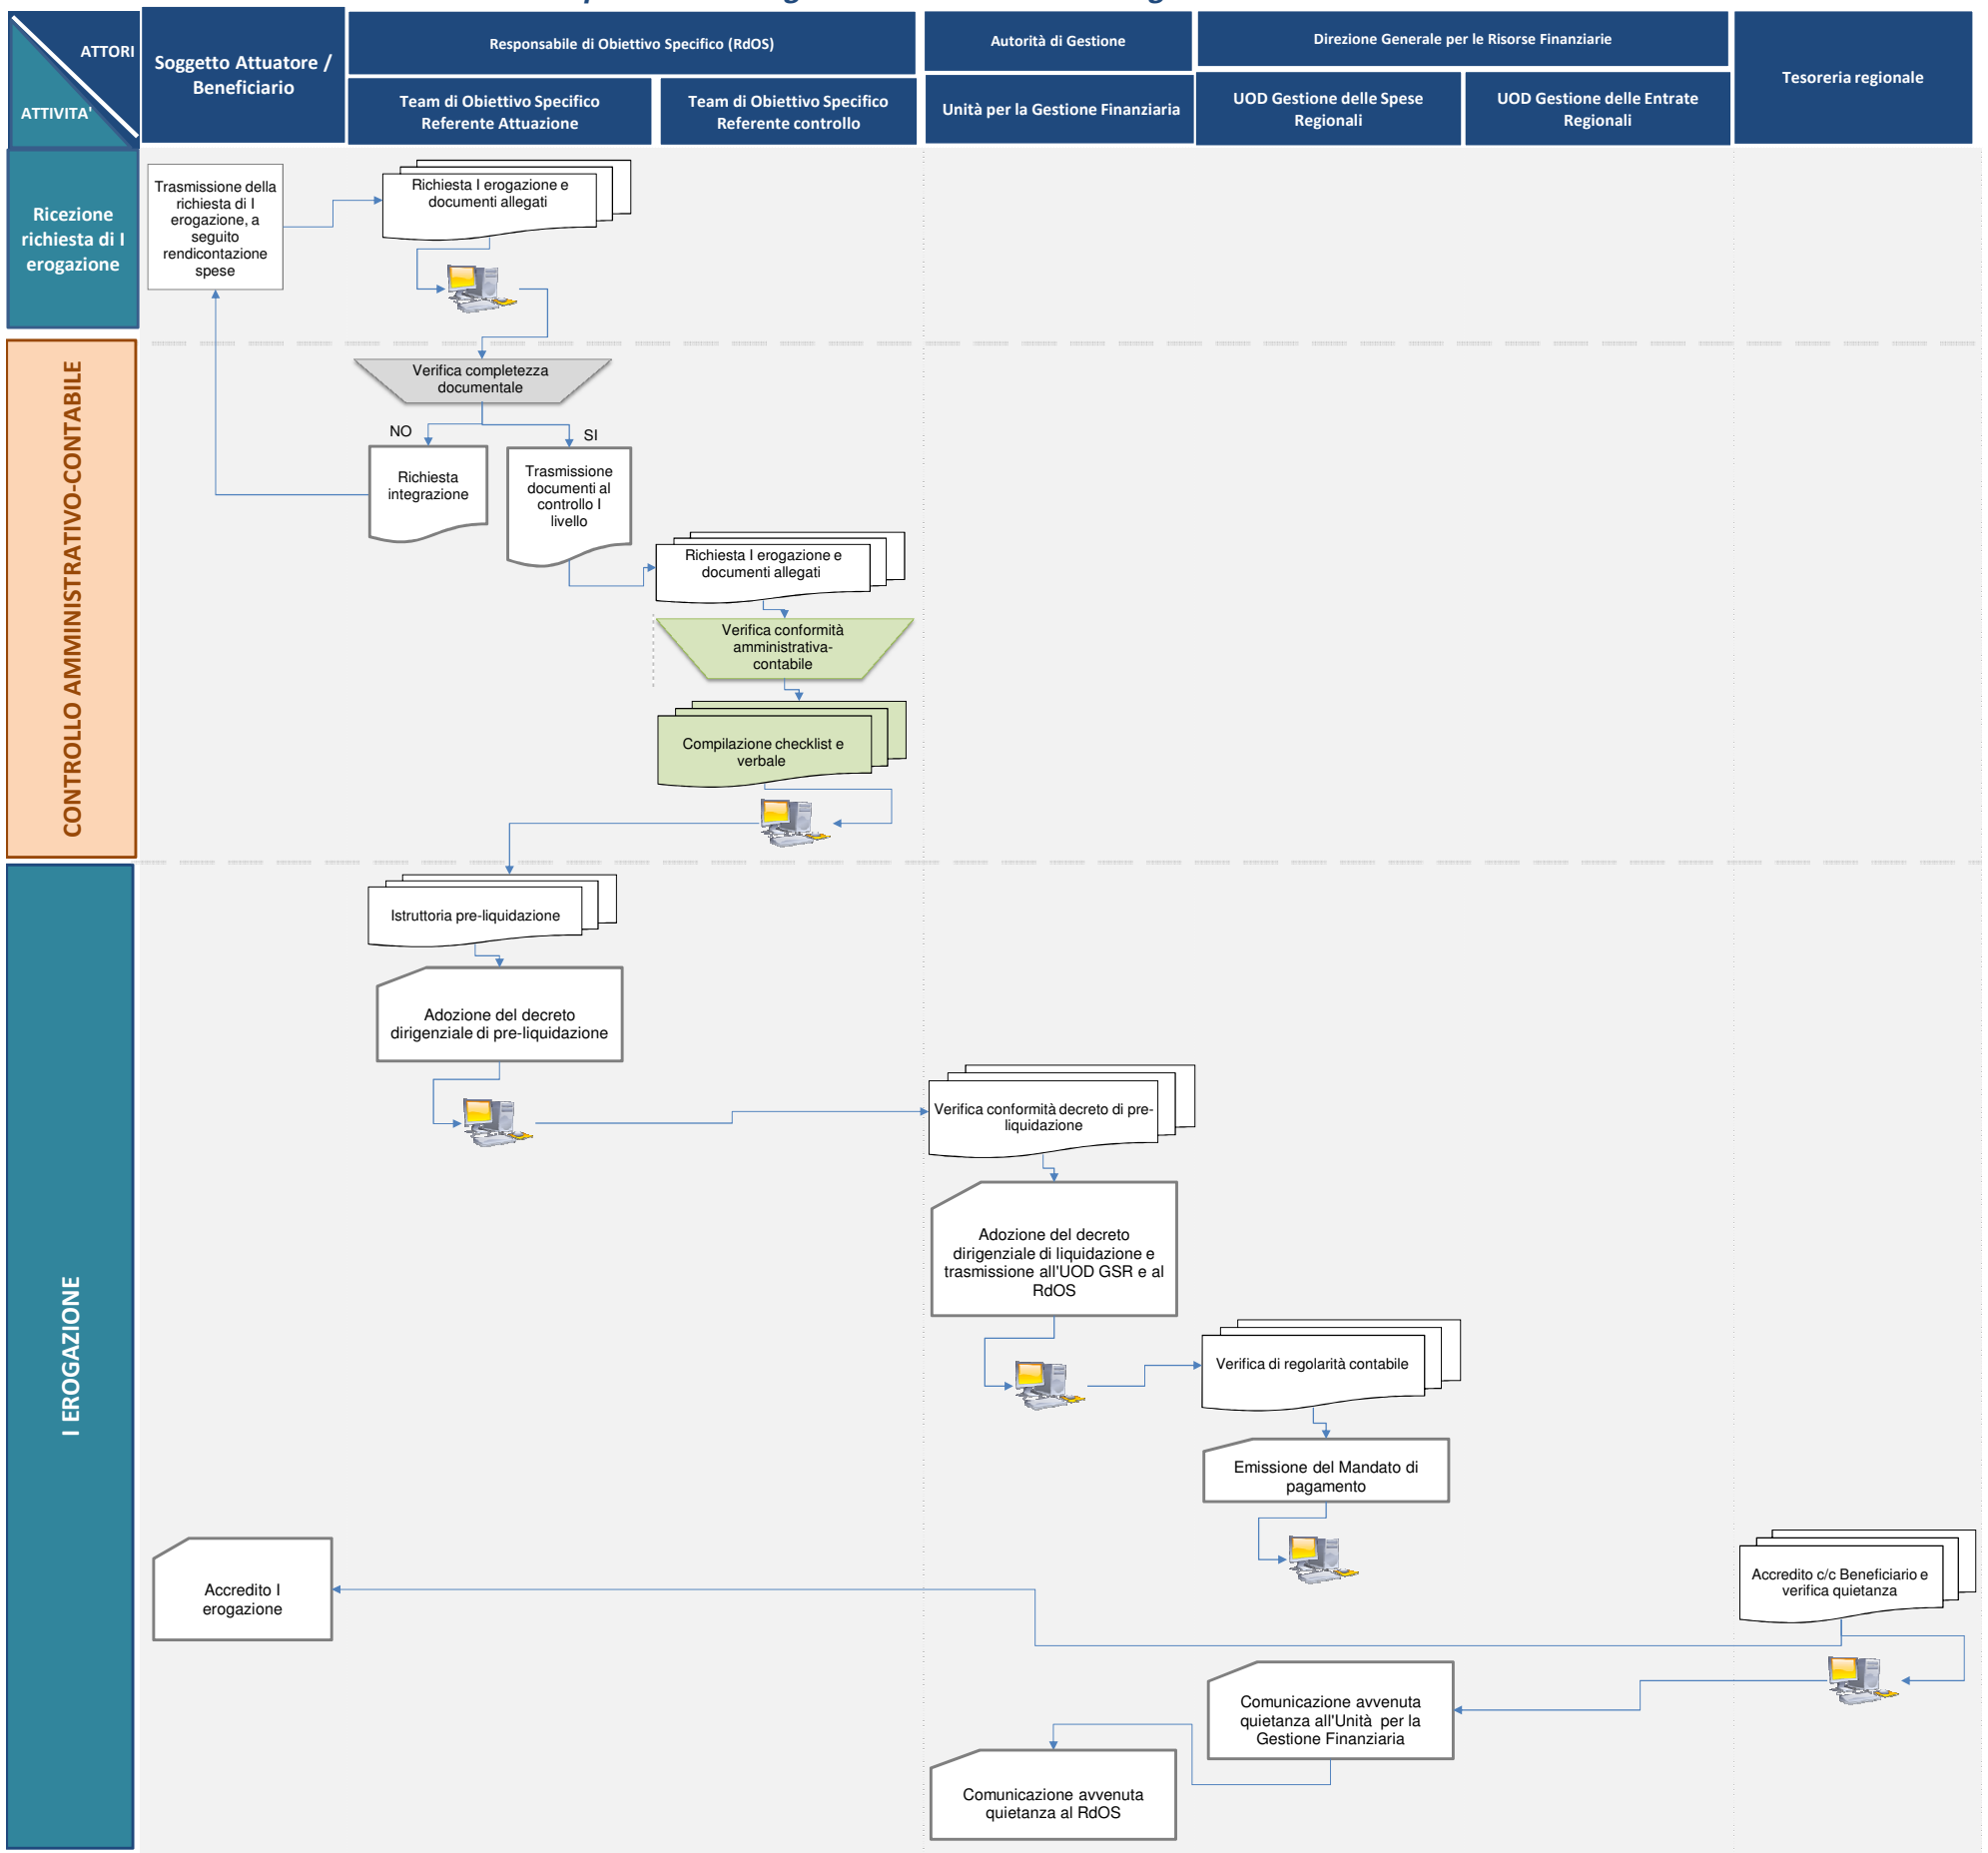 ATTORI
ATTIVITA'
Soggetto Attuatore /
Beneficiario
Responsabile di Obiettivo Specifico (RdOS)
Autorità di Gestione
Direzione Generale per le Risorse Finanziarie
Tesoreria regionale
Team di Obiettivo Specifico
Referente Attuazione
Team di Obiettivo Specifico
Referente controllo
Unità per la Gestione Finanziaria
UOD Gestione delle Spese
Regionali
UOD Gestione delle Entrate
Regionali
Ricezione
richiesta di I
erogazione
Trasmissione della
richiesta di I
erogazione, a
seguito
rendicontazione
spese
Richiesta I erogazione e
documenti allegati
CONTROLLO AMMINISTRATIVO-CONTABILE
Verifica completezza
documentale
NO
SI
Richiesta
integrazione
Trasmissione
documenti al
controllo I
livello
Richiesta I erogazione e
documenti allegati
Verifica conformità
amministrativa-
contabile
Compilazione checklist e
verbale
I EROGAZIONE
Istruttoria pre-liquidazione
Adozione del decreto
dirigenziale di pre-liquidazione
Verifica conformità decreto di pre-
liquidazione
Adozione del decreto
dirigenziale di liquidazione e
trasmissione all'UOD GSR e al
RdOS
Verifica di regolarità contabile
Emissione del Mandato di
pagamento
Accredito I
erogazione
Accredito c/c Beneficiario e
verifica quietanza
Comunicazione avvenuta
quietanza all'Unità per la
Gestione Finanziaria
Comunicazione avvenuta
quietanza al RdOS